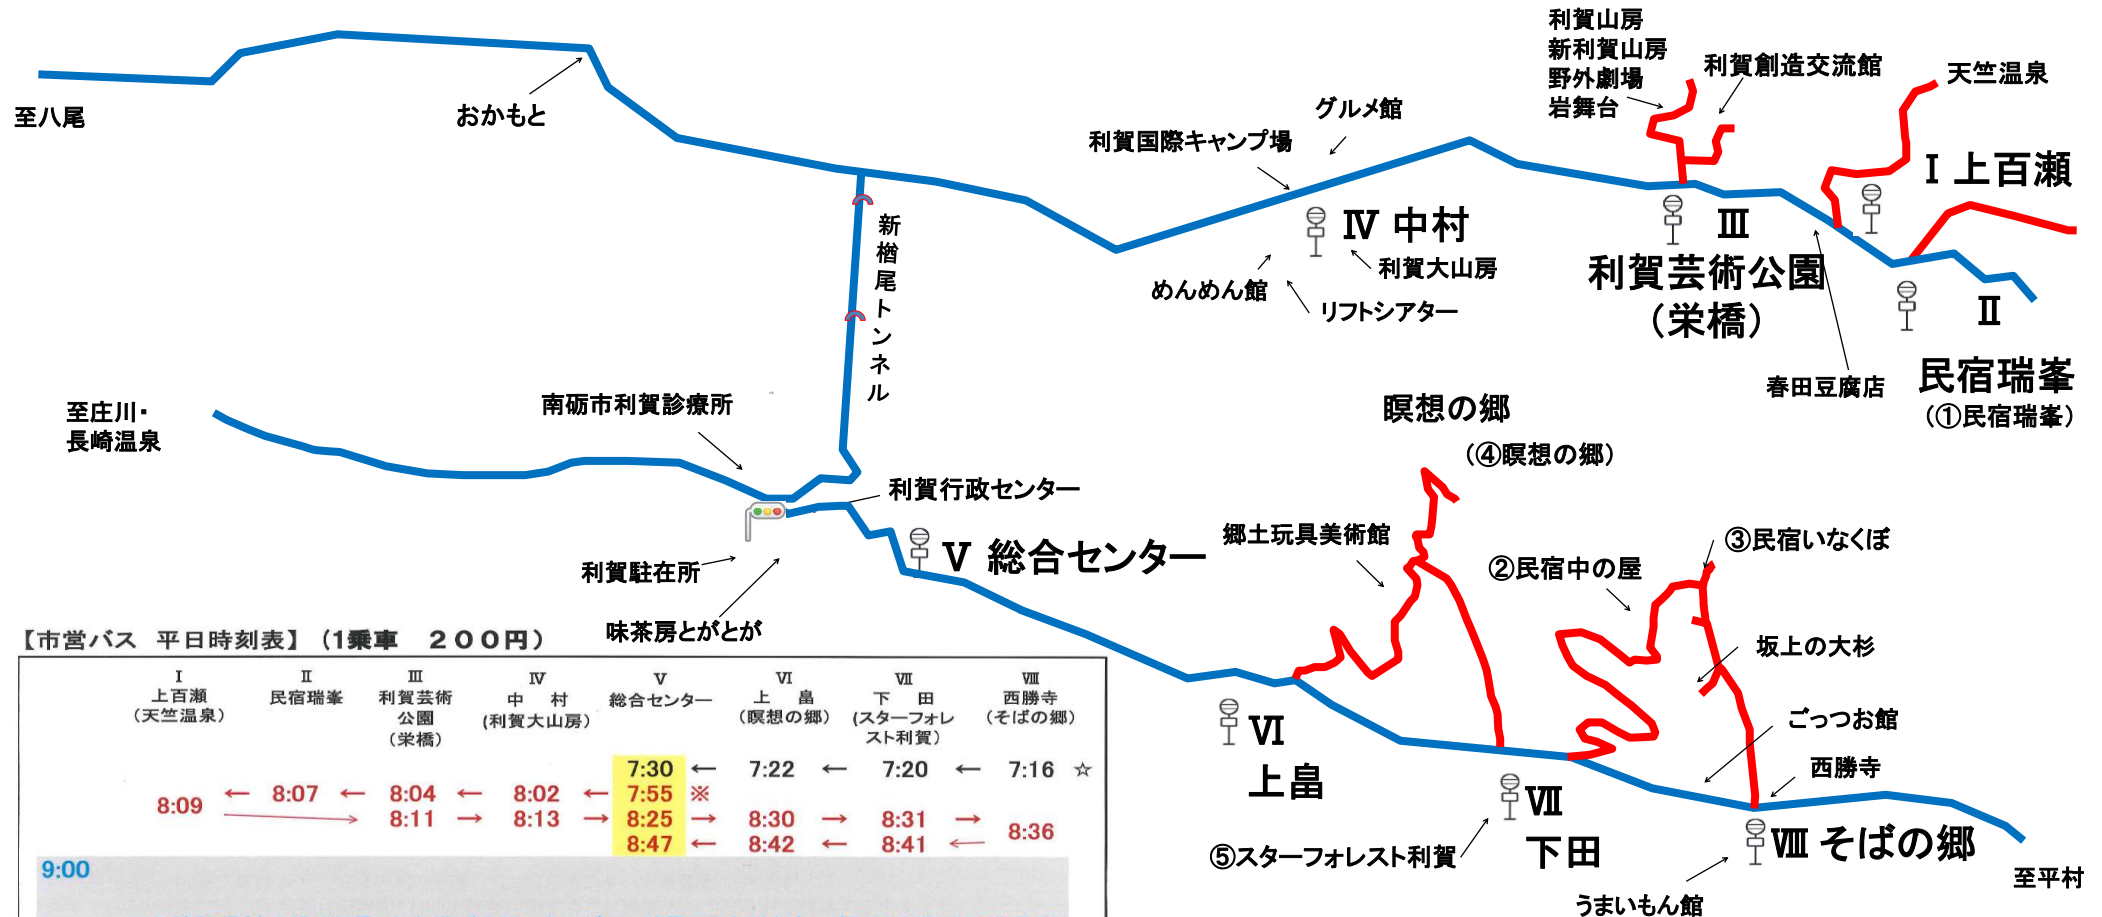 利賀山房
新利賀山房
野外劇場
岩舞台
利賀創造交流館
天竺温泉
至八尾
おかもと
グルメ館
利賀国際キャンプ場
Ⅰ 上百瀬
新楢尾トンネル
Ⅳ 中村
利賀大山房
めんめん館
リフトシアター
Ⅲ
利賀芸術公園
（栄橋）
Ⅱ
民宿瑞峯
（①民宿瑞峯）
春田豆腐店
至庄川・
長崎温泉
南砺市利賀診療所
瞑想の郷
（④瞑想の郷）
利賀行政センター
Ⅴ 総合センター
郷土玩具美術館
③民宿いなくぼ
②民宿中の屋
利賀駐在所
味茶房とがとが
坂上の大杉
ごっつお館
西勝寺
Ⅵ
上畠
Ⅶ
下田
⑤スターフォレスト利賀
Ⅷ そばの郷
うまいもん館
至平村
【市営バス 平日時刻表】（1乗車 200円）
Ⅰ Ⅱ Ⅲ Ⅳ Ⅴ Ⅵ Ⅶ Ⅷ
上百瀬 民宿瑞峯 利賀芸術 中 村 総合センター 上 畠 下 田 西勝寺
（天竺温泉） 公園 (利賀大山房) （瞑想の郷） (スターフォレ （そばの郷）
（栄橋） スト利賀）
7:30 ← 7:22 ← 7:20 ← 7:16 ☆
8:09 ← 8:07 ← 8:04 ← 8:02 ← 7:55 ※
→ 8:11 → 8:13 → 8:25 → 8:30 → 8:31 → 8:36
8:47 ← 8:42 ← 8:41 ←
9:00